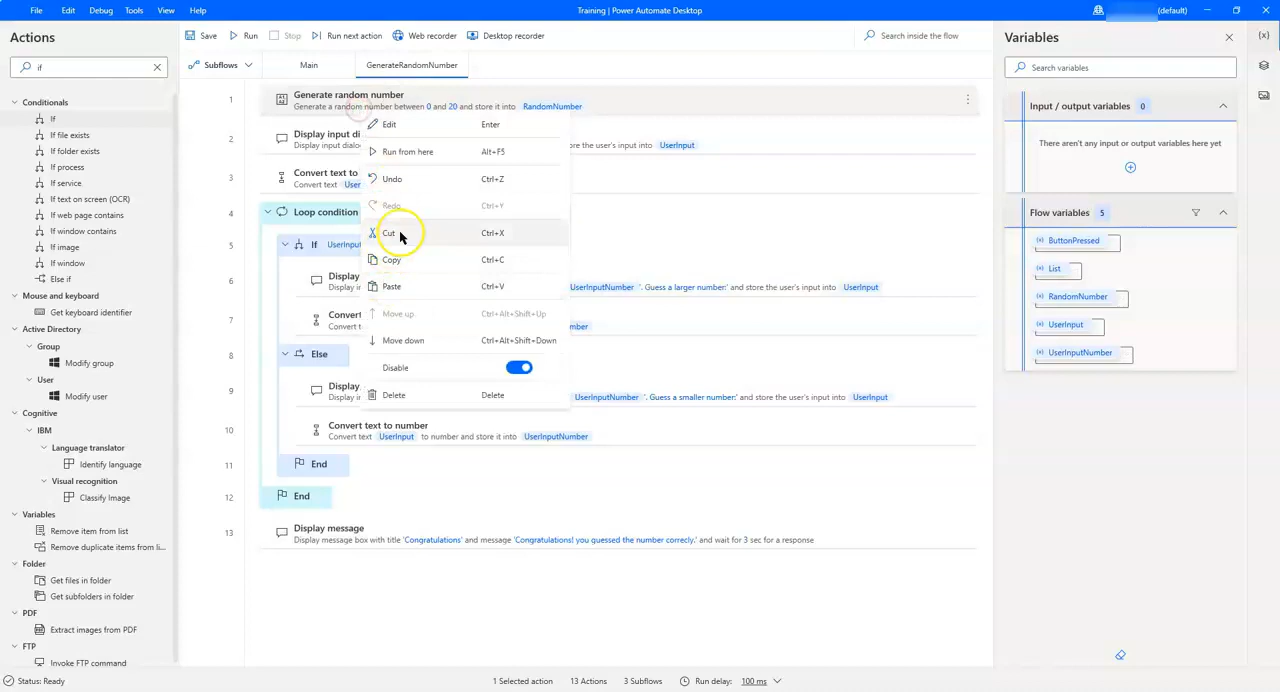 File Edit Debug Tools View Help
Training | Power Automate Desktop
(default)
Actions
if
Conditionals
If
If file exists
If folder exists
If process
If service
If text on screen (OCR)
If web page contains
If window contains
If image
If window
Else if
Mouse and keyboard
Get keyboard identifier
Active Directory
Group
Modify group
User
Modify user
Cognitive
IBM
Language translator
Identify language
Visual recognition
Classify Image
Variables
Remove item from list
Remove duplicate items from li...
Folder
Get files in folder
Get subfolders in folder
PDF
Extract images from PDF
FTP
Invoke FTP command
Status: Ready
Save Run Stop Run next action Web recorder Desktop recorder
Search inside the flow
Subflows Main GenerateRandomNumber
1
Generate random number
Generate a random number between 0 and 20 and store it into RandomNumber
2
Display input di
Display input dialo
the user's input into UserInput
3
Convert text to
Convert text User
4
Loop condition
5
If UserInput
6
Display
Display in
UserInputNumber '. Guess a larger number:' and store the user's input into UserInput
7
Convert
Convert t
mber
8
Else
9
Display
Display in
UserInputNumber '. Guess a smaller number:' and store the user's input into UserInput
10
Convert text to number
Convert text UserInput to number and store it into UserInputNumber
11
End
12
End
13
Display message
Display message box with title 'Congratulations' and message 'Congratulations! you guessed the number correcly.' and wait for 3 sec for a response
Edit Enter
Run from here Alt+F5
Undo Ctrl+Z
Redo Ctrl+Y
Cut Ctrl+X
Copy Ctrl+C
Paste Ctrl+V
Move up Ctrl+Alt+Shift+Up
Move down Ctrl+Alt+Shift+Down
Disable
Delete Delete
1 Selected action 13 Actions 3 Subflows Run delay: 100 ms
Variables
{x}
Search variables
Input / output variables 0
There aren't any input or output variables here yet
Flow variables 5
(x) ButtonPressed
(x) List
(x) RandomNumber
(x) UserInput
(x) UserInputNumber